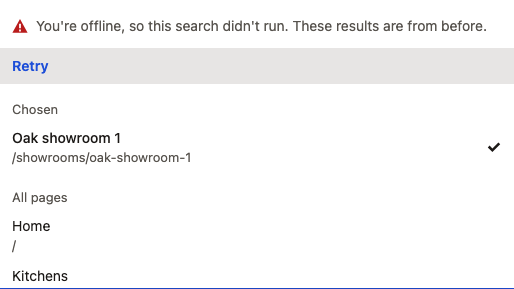 You're offline, so this search didn't run. These results are from before.
Retry
Chosen
Oak showroom 1
/showrooms/oak-showroom-1
All pages
Home
/
Kitchens